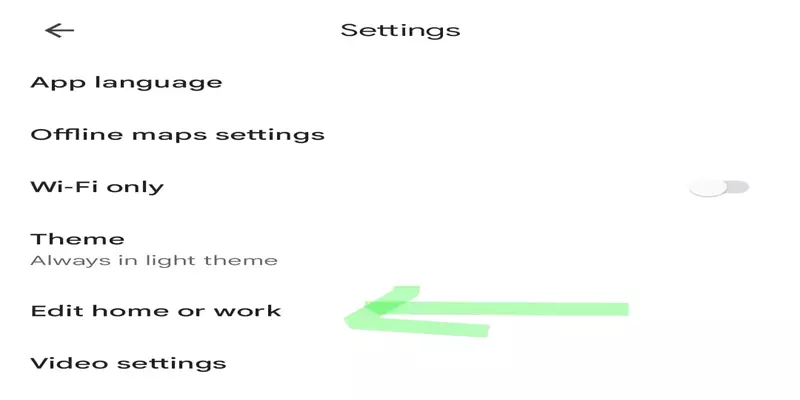 Settings
App language
Offline maps settings
Wi-Fi only
Theme
Always in light theme
Edit home or work
Video settings